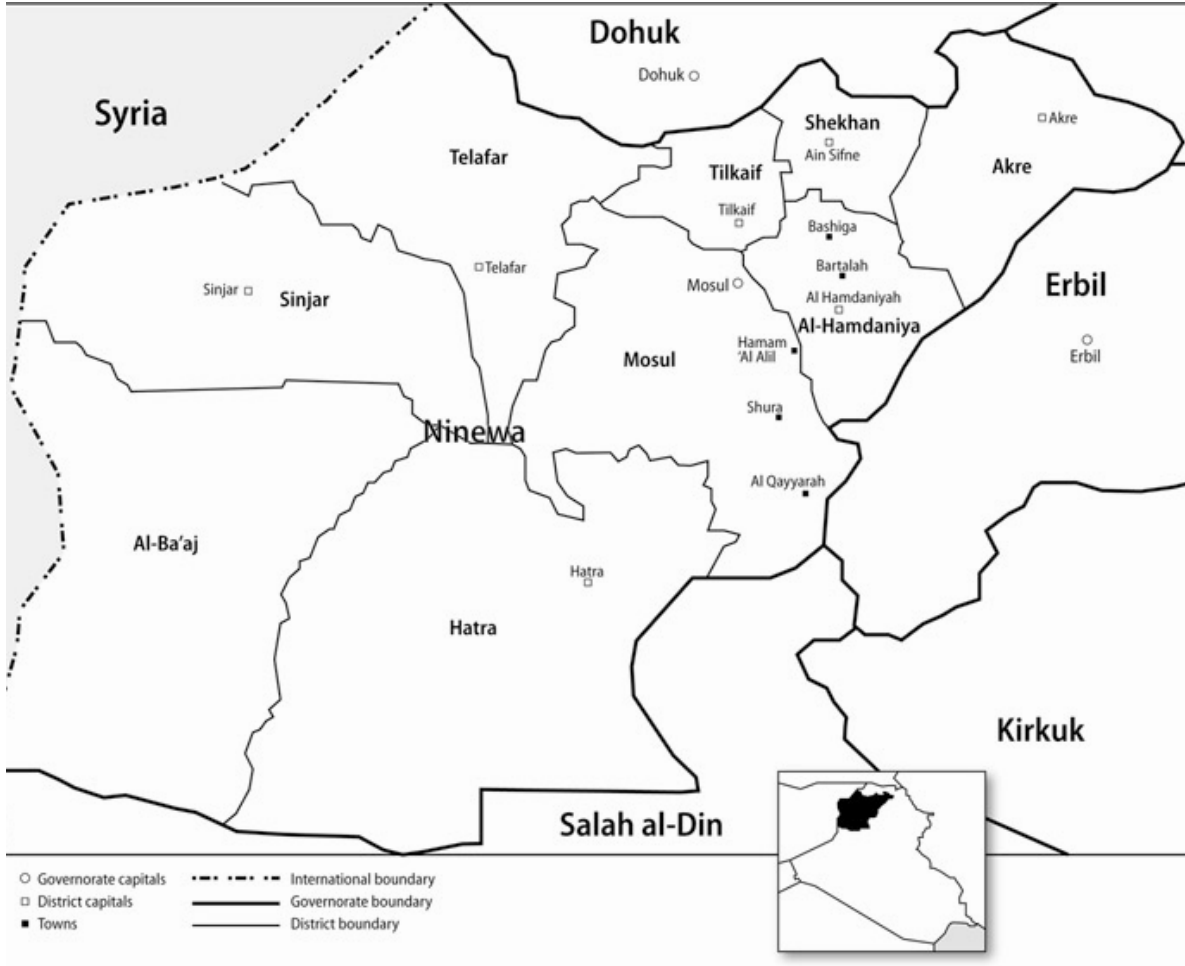 Dohuk
Dohuk
Syria
Shekhan
Akre
Telafar
Ain Sifne
Tilkaif
Akre
Tilkaif
Bashiga
Telafar
Bartalah
Mosul
Erbil
Sinjar
Sinjar
Al Hamdaniyah
Al-Hamdaniya
Hamam
'Al Alil
Mosul
Erbil
Shura
Ninewa
Al Qayyarah
Al-Ba'aj
Hatra
Hatra
Kirkuk
Salah al-Din
Governorate capitals
International boundary
District capitals
Governorate boundary
Towns
District boundary